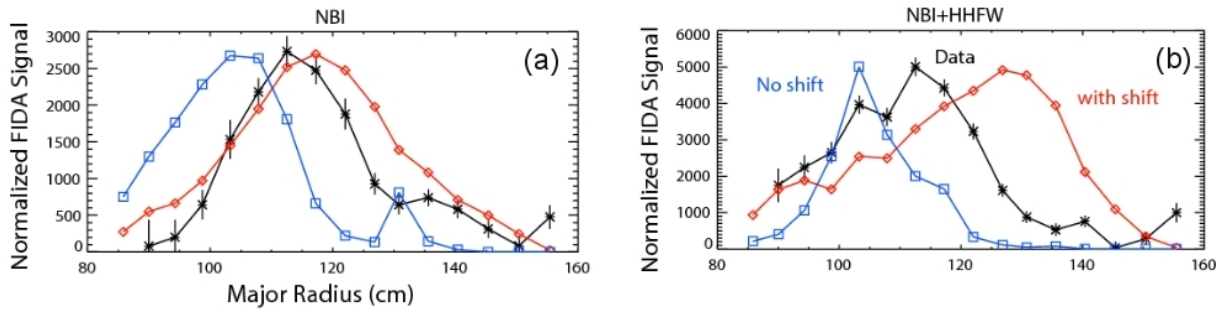 NBI
(a)
Normalized FIDA Signal
3000
2500
2000
1500
1000
500
0
80
100
120
140
160
Major Radius (cm)
NBI+HHFW
(b)
Data
No shift
with shift
Normalized FIDA Signal
6000
5000
4000
3000
2000
1000
0
80
100
120
140
160